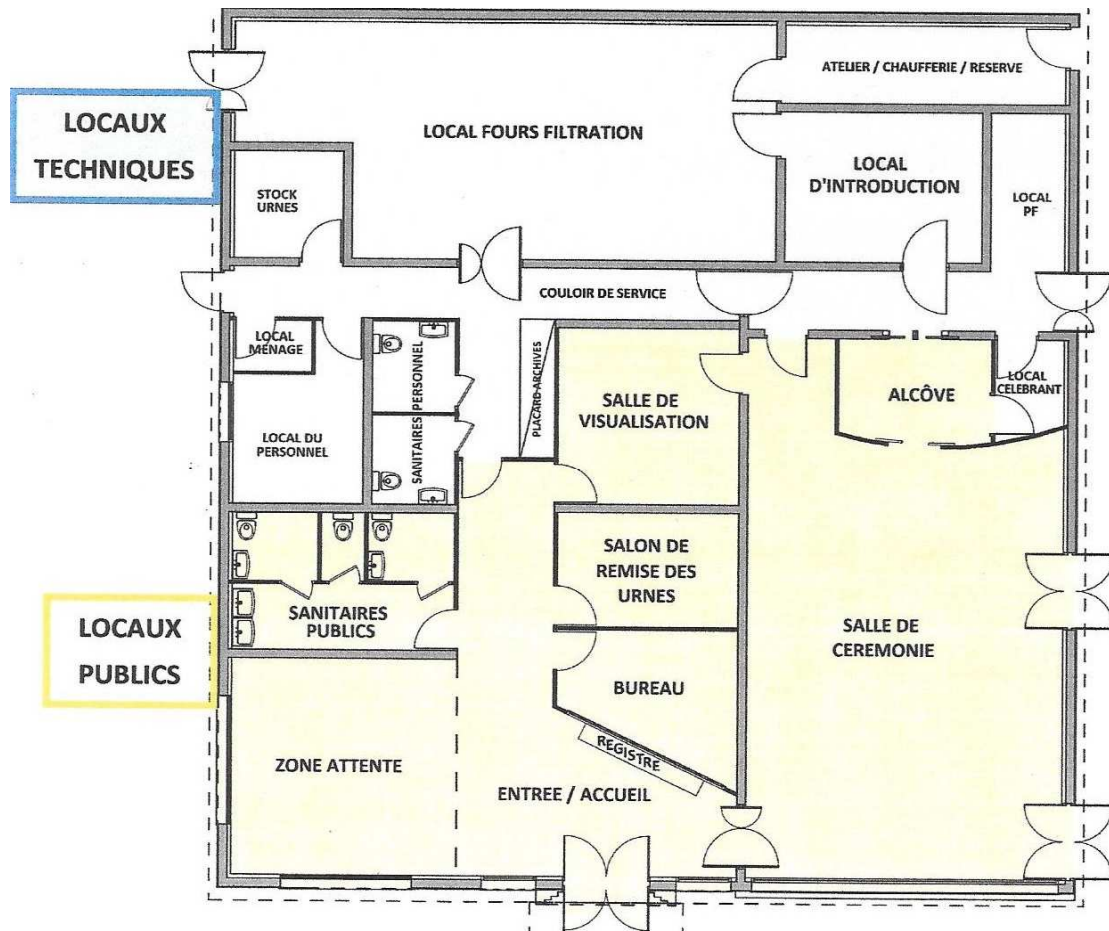 LOCAUX
TECHNIQUES
LOCAL FOURS FILTRATION
ATELIER / CHAUFFERIE / RESERVE
LOCAL
D'INTRODUCTION
LOCAL
PF
STOCK
URNES
COULOIR DE SERVICE
LOCAL
MENAGE
LOCAL DU
PERSONNEL
SANITAIRES PERSONNEL
PLACARD ARCHIVES
SALLE DE
VISUALISATION
ALCÔVE
LOCAL
CELEBRANT
SALON DE
REMISE DES
URNES
SANITAIRES
PUBLICS
LOCAUX
PUBLICS
SALLE DE
CEREMONIE
BUREAU
REGISTRE
ZONE ATTENTE
ENTREE / ACCUEIL